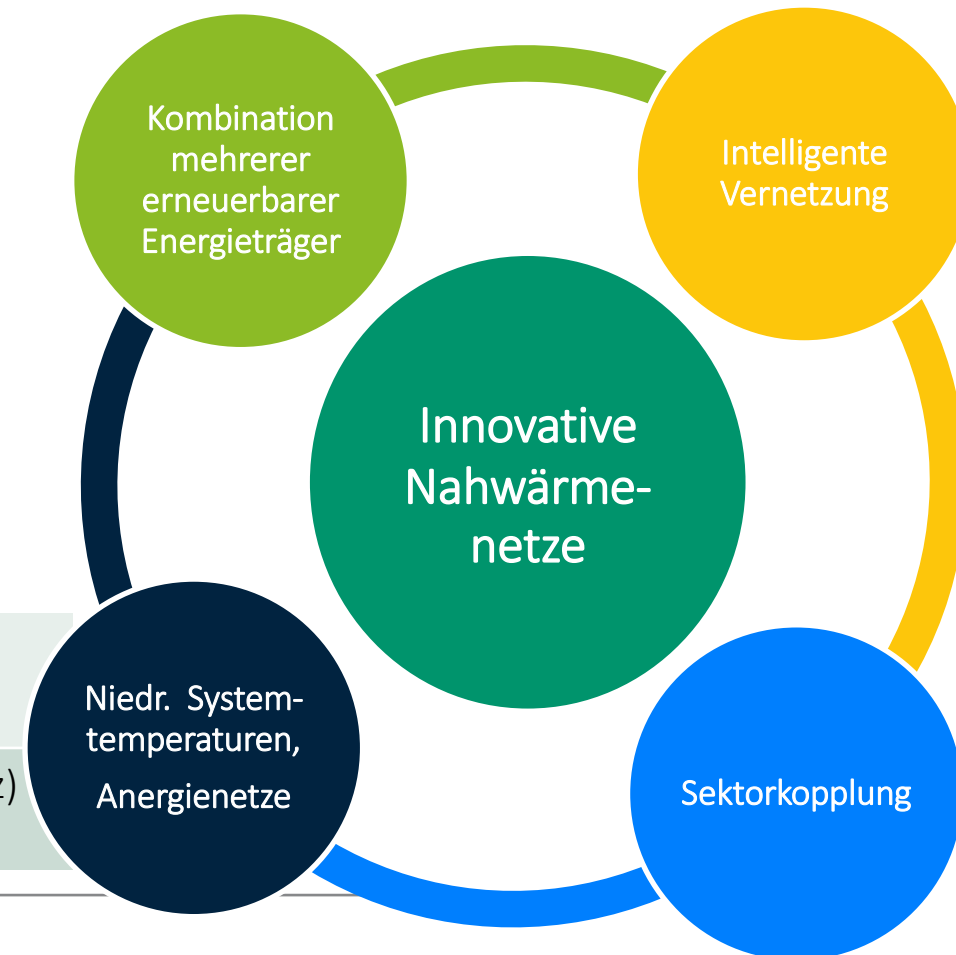 Kombination
mehrerer
erneuerbarer
Energieträger
Intelligente
Vernetzung
Innovative
Nahwärme-
netze
Niedr. System-
temperaturen,
Anergienetze
z)
Sektorkopplung